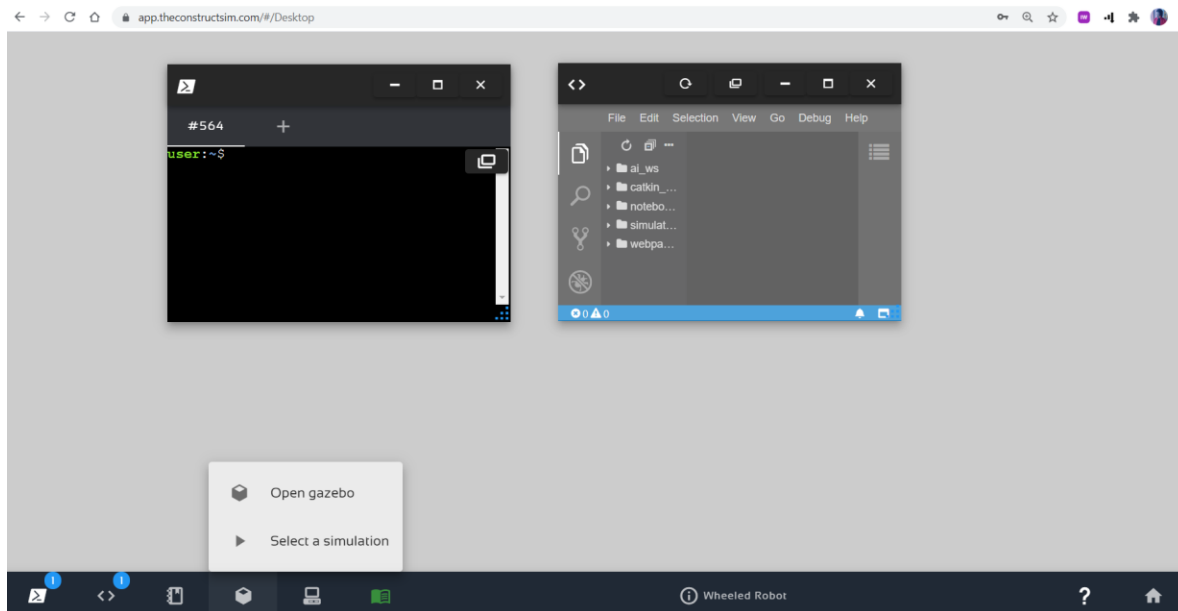 app.theconstructsim.com/#/Desktop
#564 +
user:~$
File Edit Selection View Go Debug Help
ai_ws
catkin_...
notebo...
simulat...
webpa...
0 0
Open gazebo
Select a simulation
Wheeled Robot ?